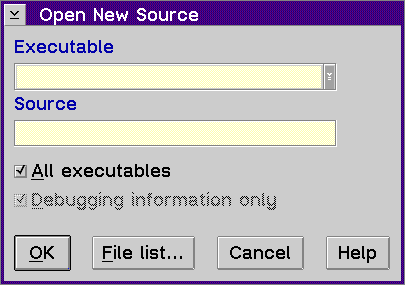 Open New Source
Executable
Source
All executables
Debugging information only
OK
File list...
Cancel
Help